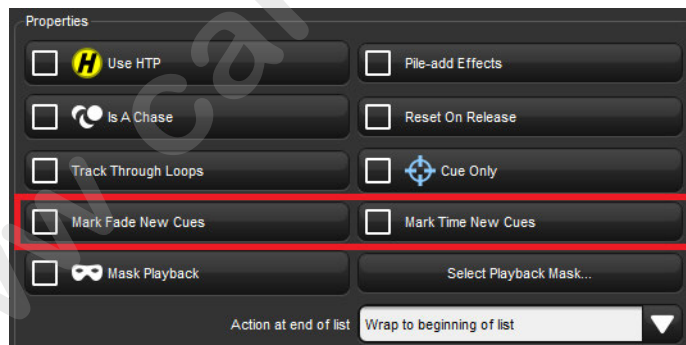 Properties
H Use HTP
Pile-add Effects
Is A Chase
Reset On Release
Track Through Loops
Cue Only
Mark Fade New Cues
Mark Time New Cues
Mask Playback
Select Playback Mask...
Action at end of list
Wrap to beginning of list